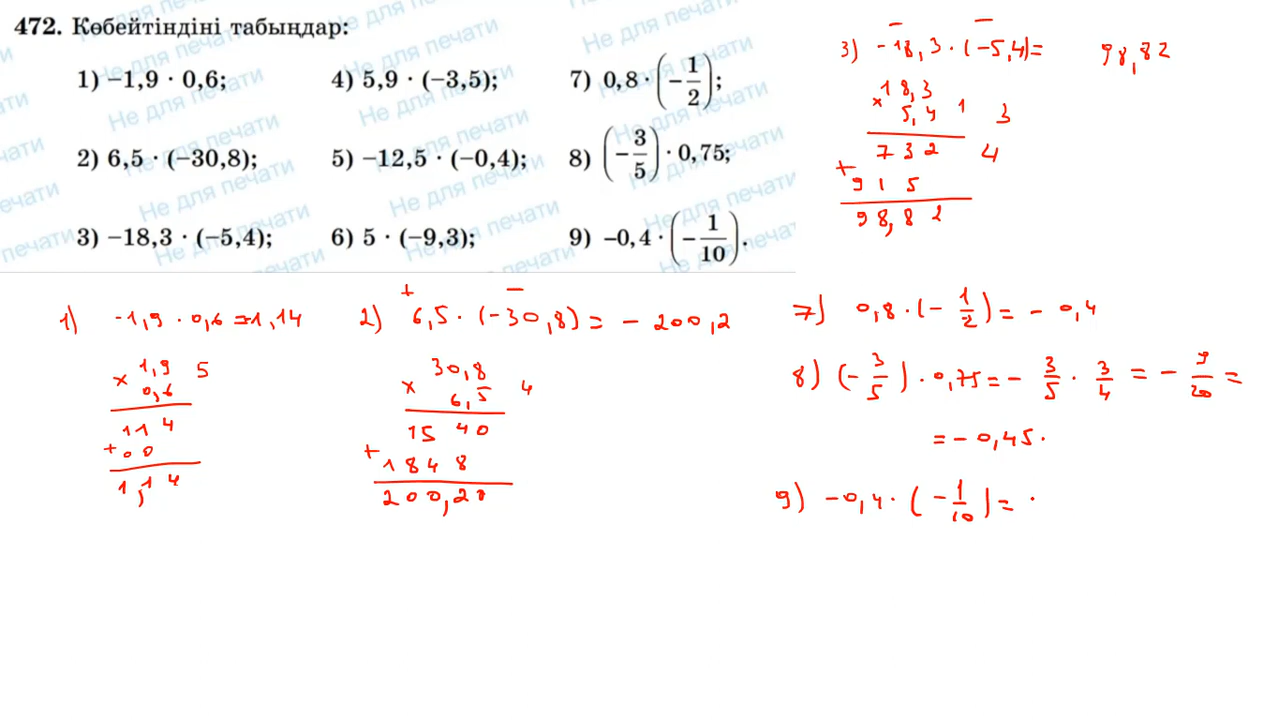 472. Көбейтіндіні табыңдар:
1) −1,9 · 0,6; 4) 5,9 · (−3,5); 7) 0,8 · (−1/2);
2) 6,5 · (−30,8); 5) −12,5 · (−0,4); 8) (−3/5) · 0,75;
3) −18,3 · (−5,4); 6) 5 · (−9,3); 9) −0,4 · (−1/10).
Не для печати
3) −18,3 · (−5,4)= 98,82
18,3
× 5,4 1 3
732 4
+
915
98,82
1) −1,9 · 0,6 = −1,14
× 1,9 5
0,6
114
+ 00
1,14
2) 6,5 · (−30,8) = − 200,2
30,8
× 6,5 4
1540
+ 1848
200,20
7) 0,8 · (− 1/2) = − 0,4
8) (− 3/5) · 0,75 = − 3/5 · 3/4 = − 9/20 =
= − 0,45.
9) −0,4 · (− 1/10) = ·